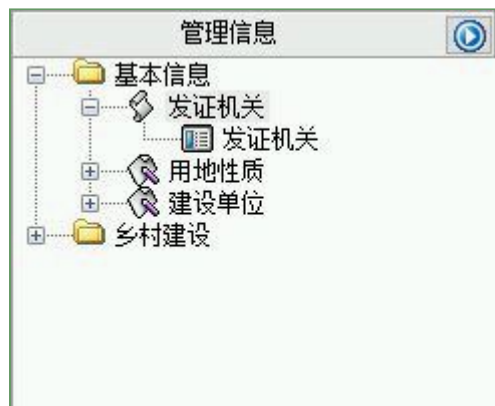 管理信息
基本信息
发证机关
发证机关
用地性质
建设单位
乡村建设